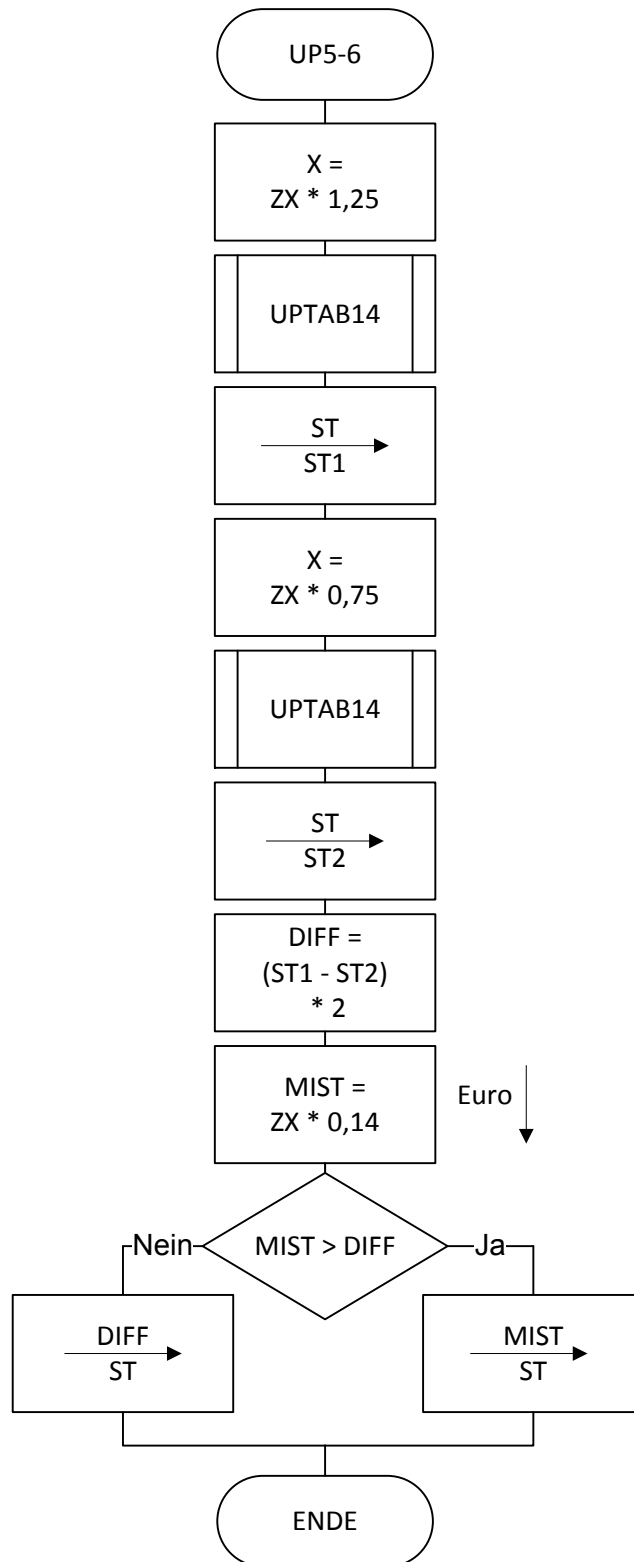 UP5-6
X =
ZX * 1,25
UPTAB14
ST
ST1
X =
ZX * 0,75
UPTAB14
ST
ST2
DIFF =
(ST1 - ST2)
* 2
MIST =
ZX * 0,14
Euro
Nein
MIST > DIFF
Ja
DIFF
ST
MIST
ST
ENDE